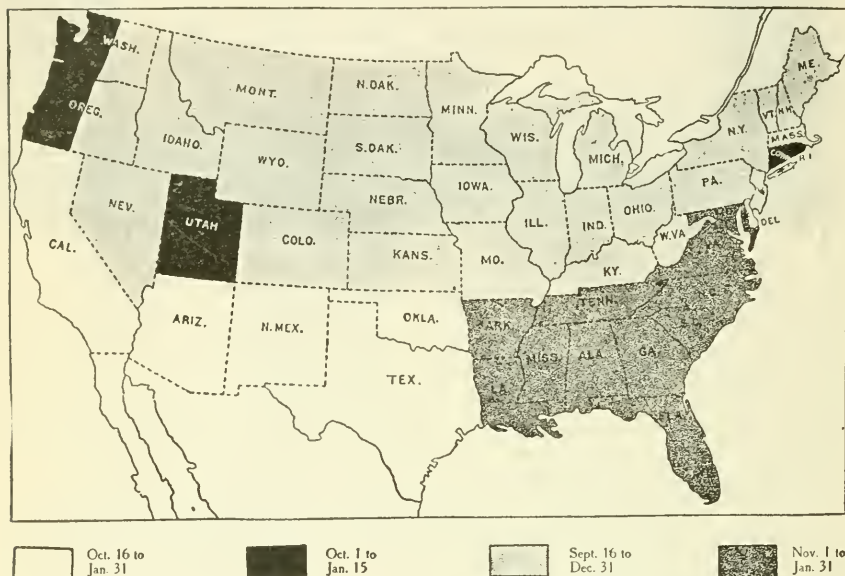 WASH.
MONT.
N.DAK.
MINN.
ME.
OREG.
IDAHO.
S.DAK.
WIS.
MICH.
N.Y.
VT.
N.H.
MASS.
CONN.
R I
WYO.
IOWA.
PA.
NEBR.
NEV.
UTAH
COLO.
ILL.
IND.
OHIO.
DEL
W.VA
CAL.
KANS.
MO.
KY.
TENN.
ARIZ.
N.MEX.
OKLA.
ARK.
TEX.
MISS.
ALA.
GA.
LA.
FLA.
Oct. 16 to
Jan. 31
Oct. 1 to
Jan. 15
Sept. 16 to
Dec. 31
Nov. 1 to
Jan. 31